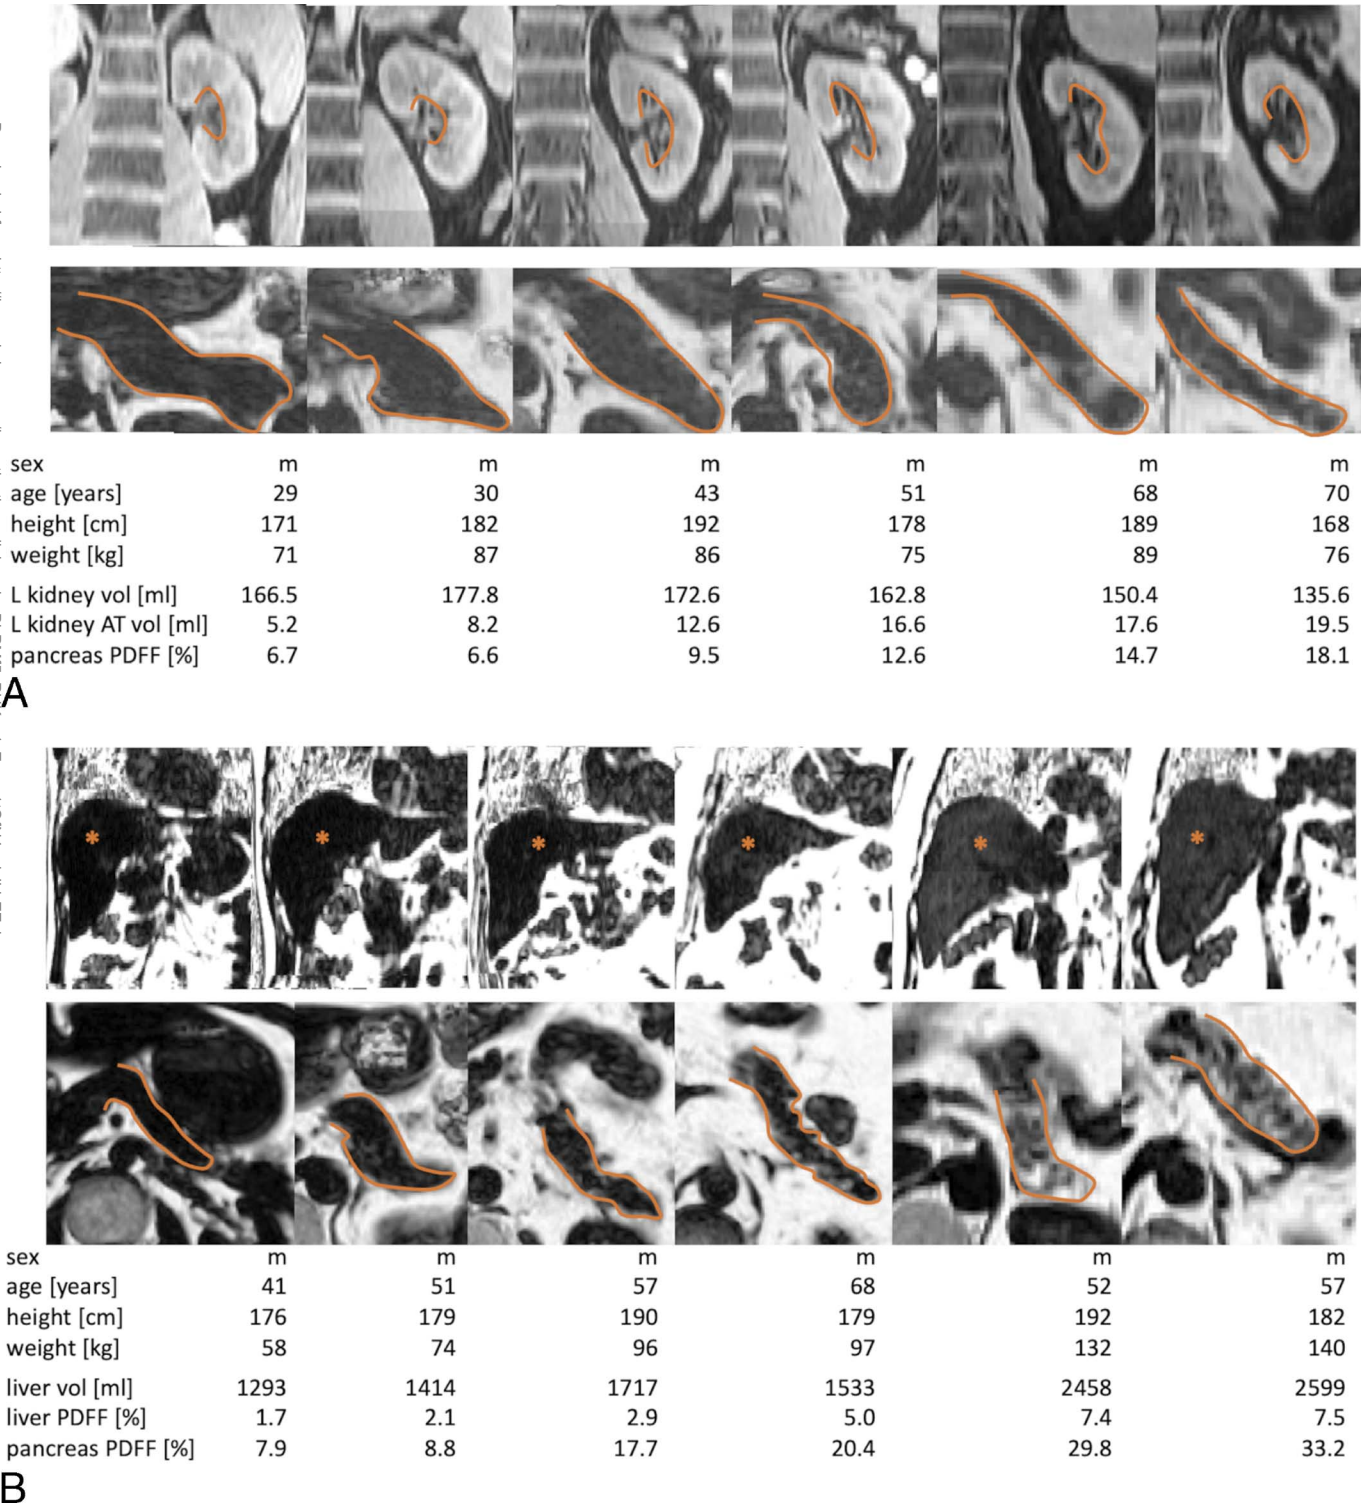 sex m m m m m m
age [years] 29 30 43 51 68 70
height [cm] 171 182 192 178 189 168
weight [kg] 71 87 86 75 89 76
L kidney vol [ml] 166.5 177.8 172.6 162.8 150.4 135.6
L kidney AT vol [ml] 5.2 8.2 12.6 16.6 17.6 19.5
pancreas PDFF [%] 6.7 6.6 9.5 12.6 14.7 18.1
A
* * * * * *
sex m m m m m m
age [years] 41 51 57 68 52 57
height [cm] 176 179 190 179 192 182
weight [kg] 58 74 96 97 132 140
liver vol [ml] 1293 1414 1717 1533 2458 2599
liver PDFF [%] 1.7 2.1 2.9 5.0 7.4 7.5
pancreas PDFF [%] 7.9 8.8 17.7 20.4 29.8 33.2
B